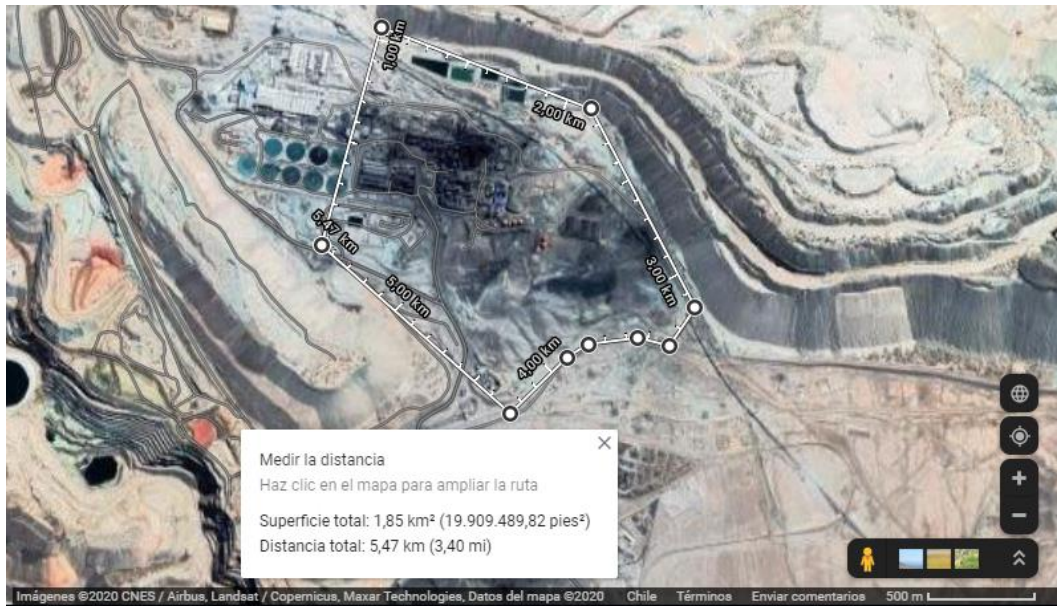 1,00 km
2,00 km
5,47 km
3,00 km
5,00 km
4,00 km
Medir la distancia
Haz clic en el mapa para ampliar la ruta
Superficie total: 1,85 km² (19.909.489,82 pies²)
Distancia total: 5,47 km (3,40 mi)
Imágenes ©2020 CNES / Airbus, Landsat / Copernicus, Maxar Technologies, Datos del mapa ©2020 Chile Términos Enviar comentarios 500 m